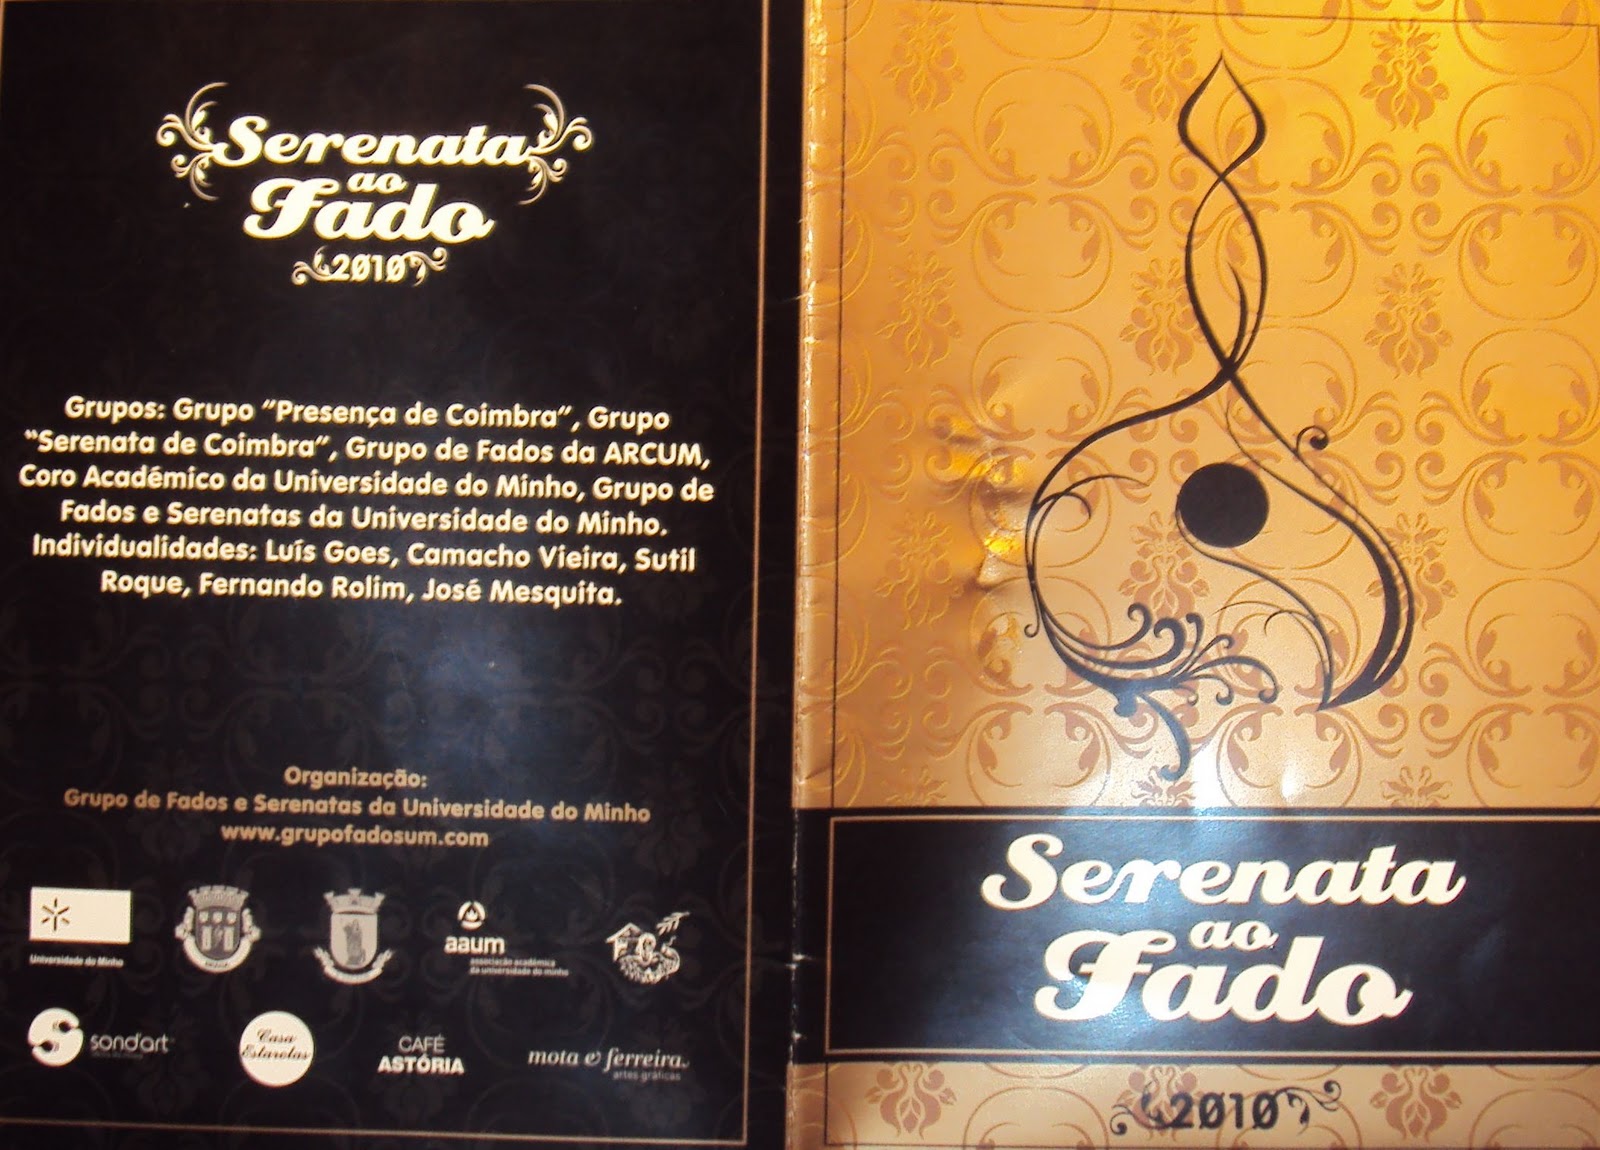 Serenata
ao
Fado
2010
Grupos: Grupo "Presença de Coimbra", Grupo
"Serenata de Coimbra", Grupo de Fados da ARCUM,
Coro Académico da Universidade do Minho, Grupo de
Fados e Serenatas da Universidade do Minho.
Individualidades: Luís Goes, Camacho Vieira, Sutil
Roque, Fernando Rolim, José Mesquita.
Organização:
Grupo de Fados e Serenatas da Universidade do Minho
www.grupofadosum.com
Universidade do Minho
aaum
associação académica
da universidade do minho
sond'art
Casa
Estarolas
CAFÉ
ASTÓRIA
mota e ferreira
artes gráficas
Serenata
ao
Fado
2010